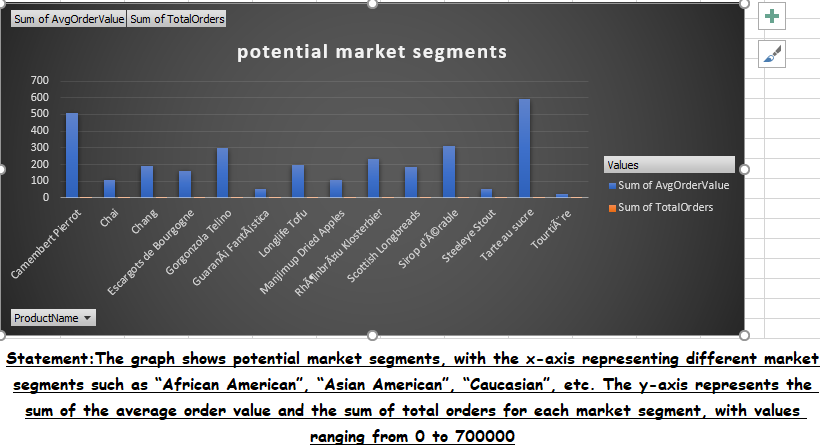 Sum of AvgOrderValue Sum of TotalOrders
potential market segments
700
600
500
400
300
200
100
0
Camembert Pierrot
Chai
Chang
Escargots de Bourgogne
Gorgonzola Telino
GuaranÃ¡ FantÃ¡stica
Longlife Tofu
Manjimup Dried Apples
RhÃ¶nbrÃ¤u Klosterbier
Scottish Longbreads
Sirop d'Ã©rable
Steeleye Stout
Tarte au sucre
TourtiÃ¨re
Values
Sum of AvgOrderValue
Sum of TotalOrders
ProductName
Statement:The graph shows potential market segments, with the x-axis representing different market
segments such as “African American”, “Asian American”, “Caucasian”, etc. The y-axis represents the
sum of the average order value and the sum of total orders for each market segment, with values
ranging from 0 to 700000